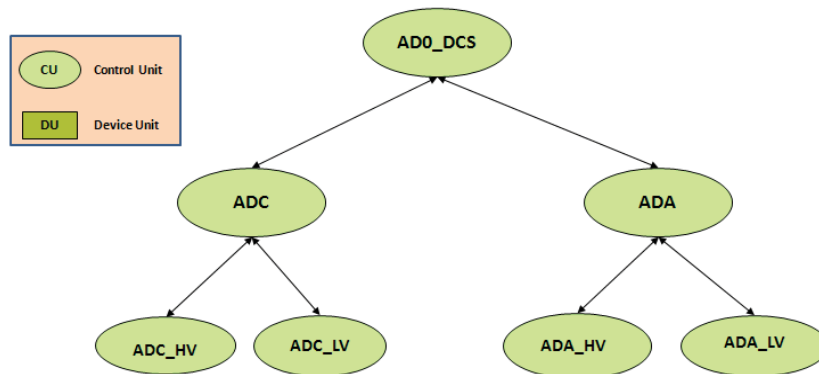 AD0_DCS
CU Control Unit
DU Device Unit
ADC ADA
ADC_HV ADC_LV ADA_HV ADA_LV